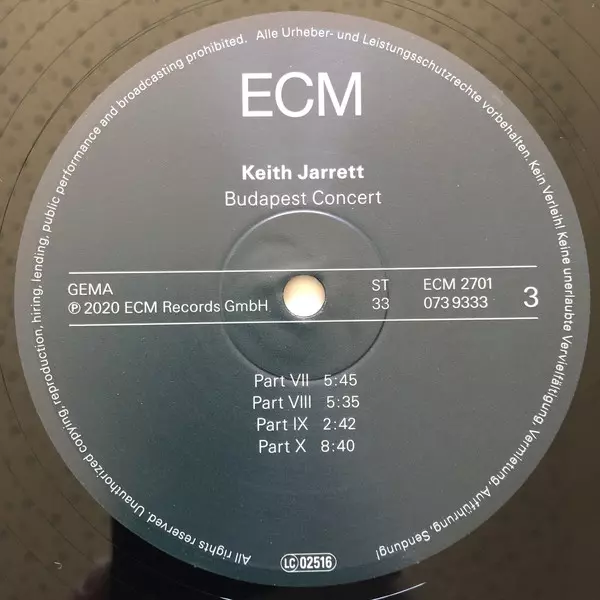 ECM
Keith Jarrett
Budapest Concert
GEMA
℗ 2020 ECM Records GmbH
ST
33
ECM 2701
073 9333
3
Part VII 5:45
Part VIII 5:35
Part IX 2:42
Part X 8:40
LC 02516
All rights reserved. Unauthorized copying, reproduction, hiring, lending, public performance and broadcasting prohibited. Alle Urheber- und Leistungsschutzrechte vorbehalten. Kein Verleih! Keine unerlaubte Vervielfältigung, Vermietung, Aufführung, Sendung!